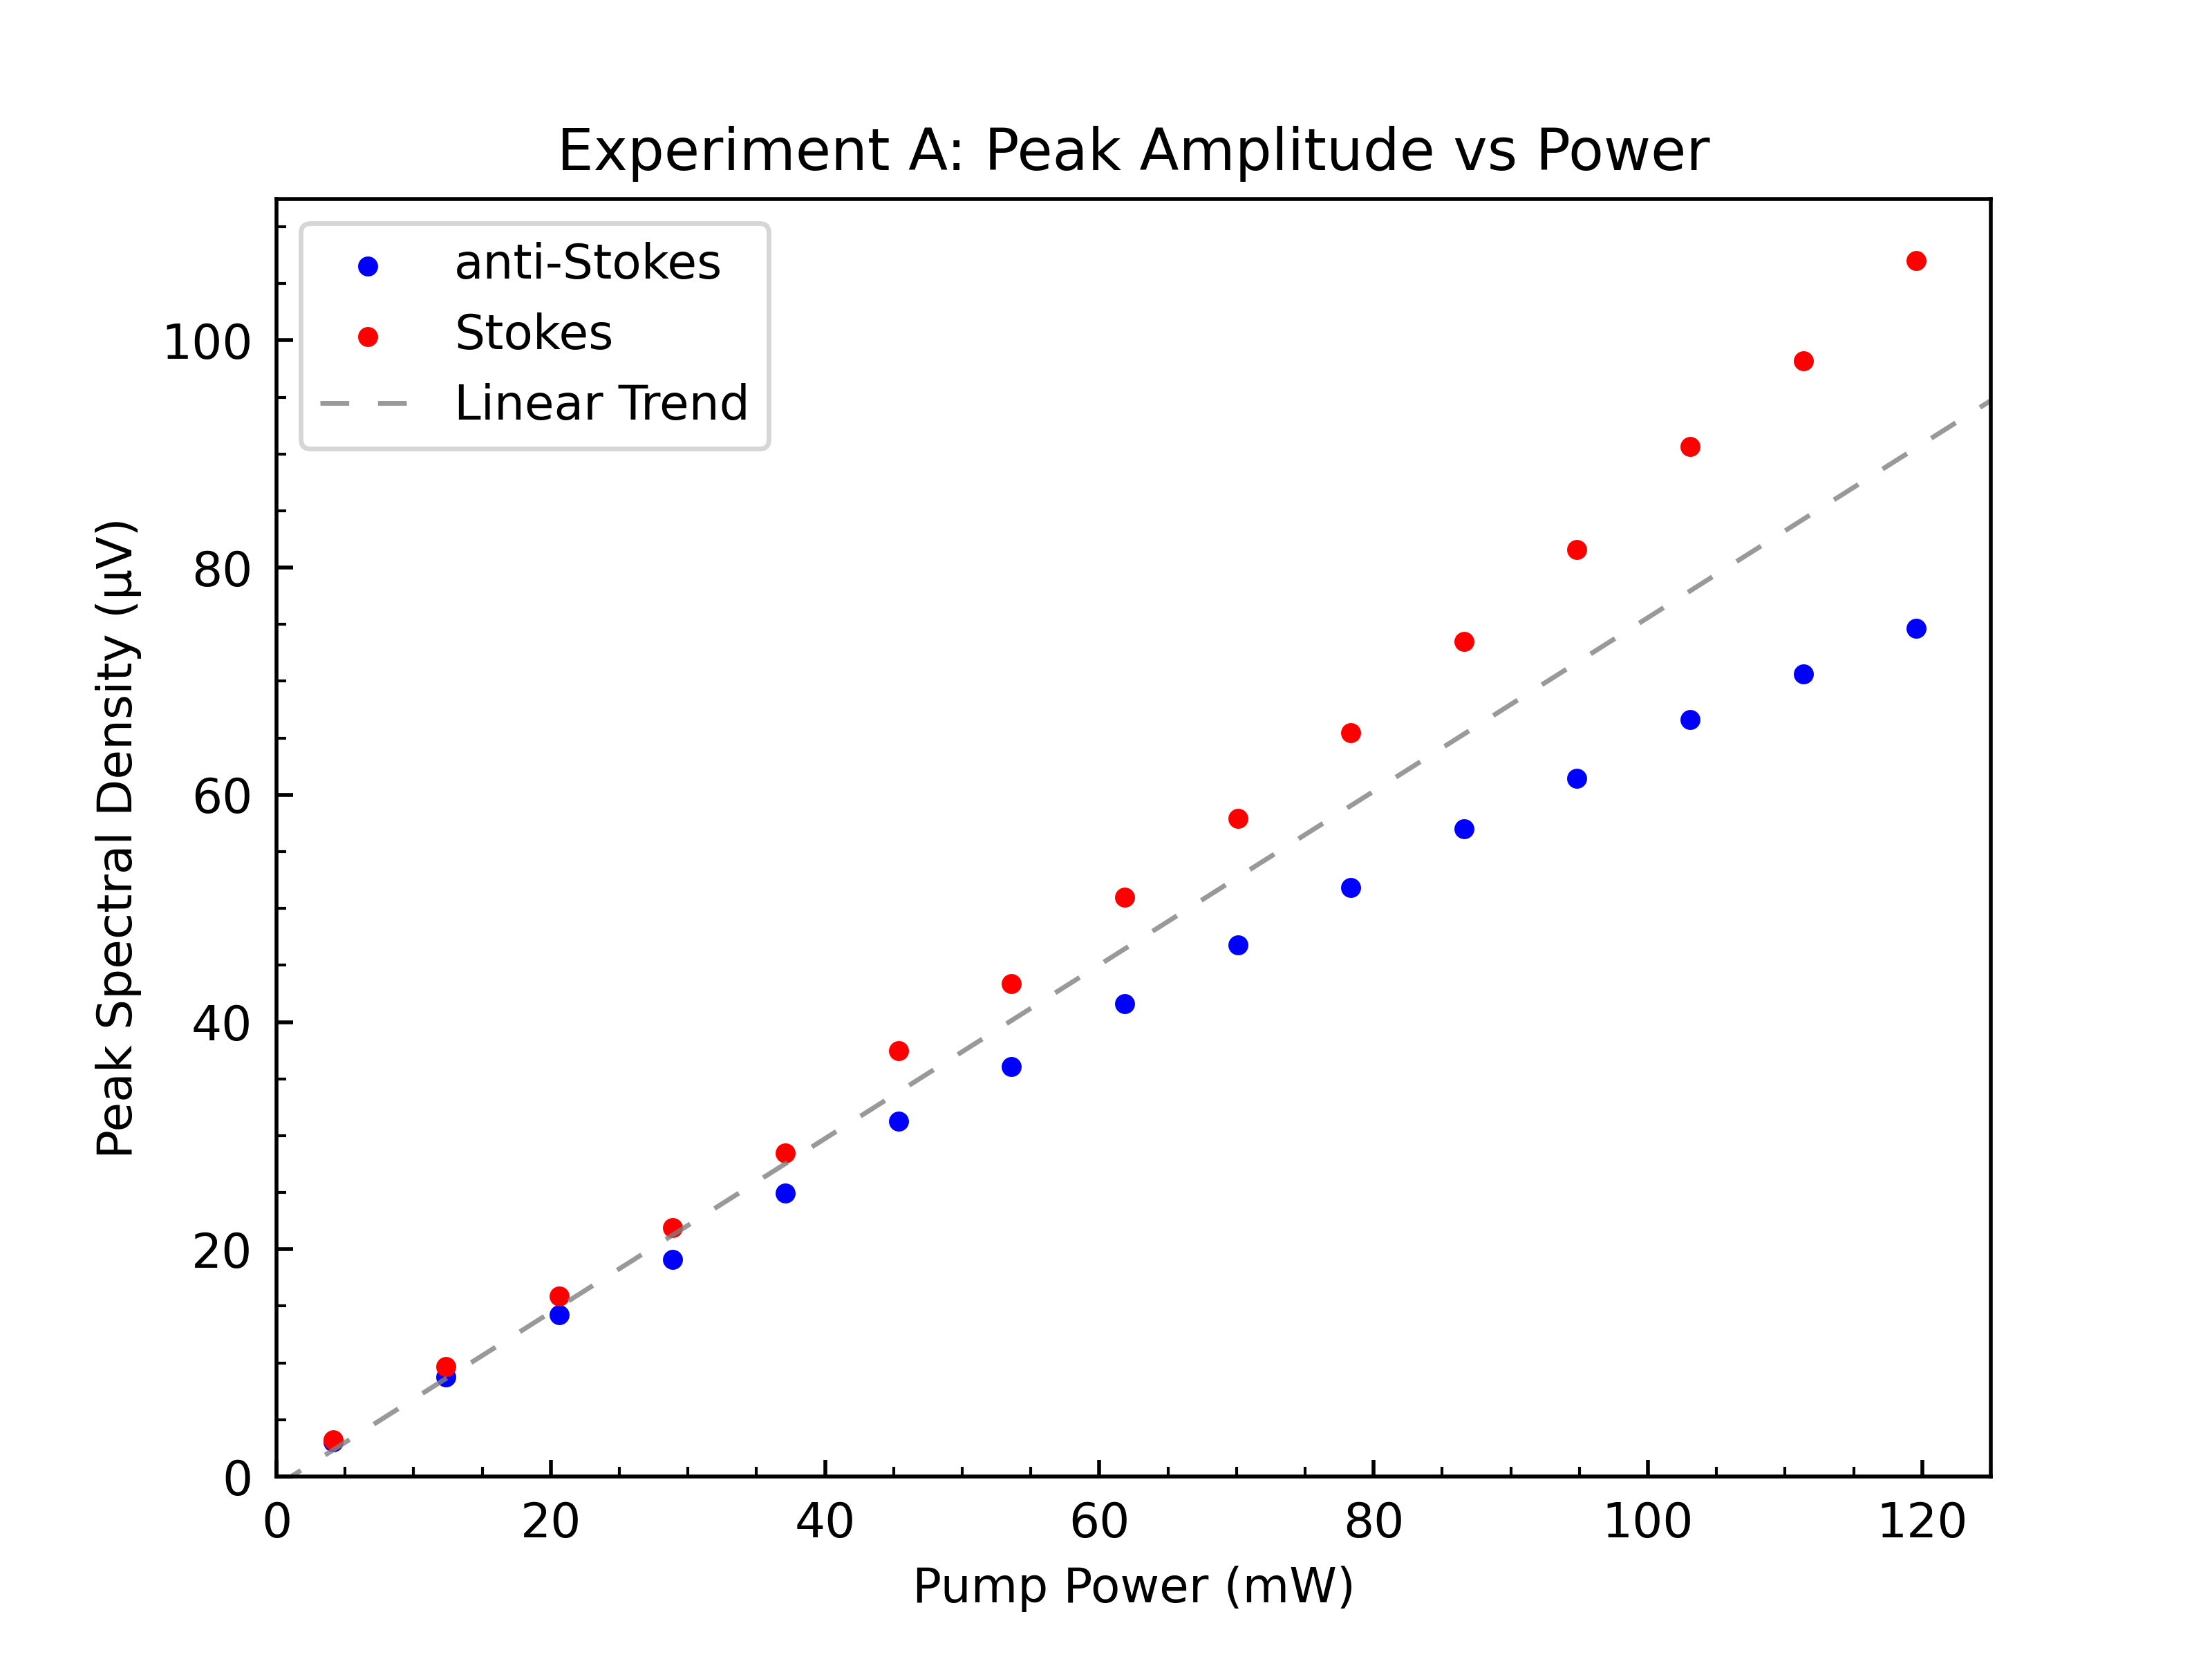 Experiment A: Peak Amplitude vs Power
anti-Stokes
Stokes
Linear Trend
Peak Spectral Density (µV)
100
80
60
40
20
0
0 20 40 60 80 100 120
Pump Power (mW)